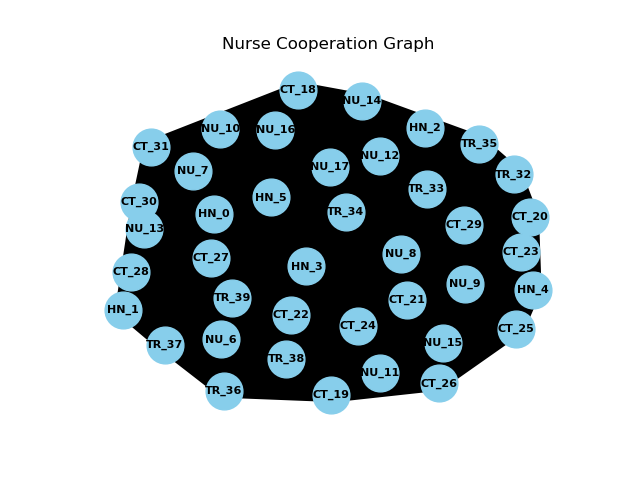 Nurse Cooperation Graph
CT_18
NU_14
NU_10
NU_16
HN_2
TR_35
CT_31
NU_12
NU_7
NU_17
TR_32
TR_33
HN_5
CT_30
TR_34
HN_0
CT_20
CT_29
NU_13
CT_23
NU_8
CT_27
HN_3
CT_28
NU_9
HN_4
TR_39
CT_21
HN_1
CT_22
CT_24
CT_25
NU_6
NU_15
TR_37
TR_38
NU_11
CT_26
TR_36
CT_19